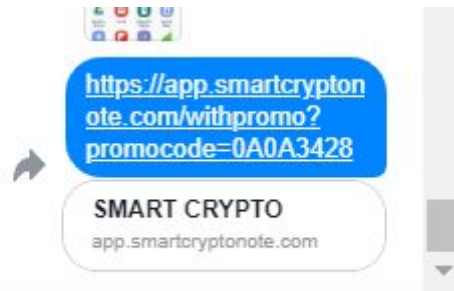 https://app.smartcrypton
ote.com/withpromo?
promocode=0A0A3428
SMART CRYPTO
app.smartcryptonote.com